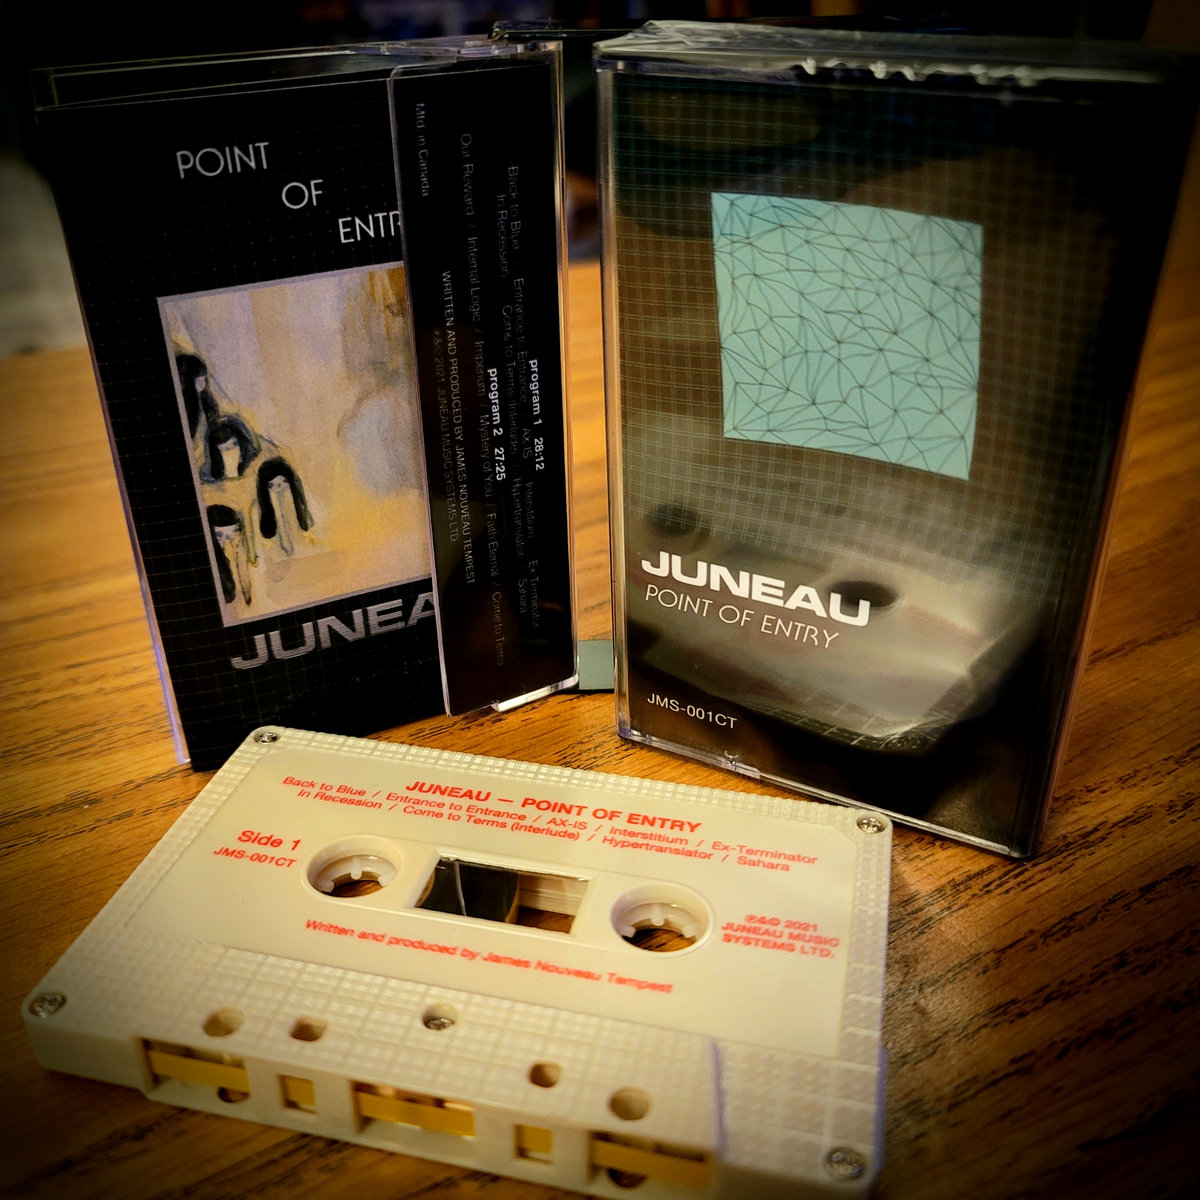 POINT
OF
ENTR
JUNEA
Mfd. in Canada
program 1 28:12
Back to Blue Entrance to Entrance AX-IS Interstitium Ex-Terminator
In Recession / Come to Terms (Interlude) Hypertranslator Sahara
program 2 27:25
Our Reward / Internal Logic / Imperium / Mystery of You / Faith Eternal / Come to Terms
WRITTEN AND PRODUCED BY JAMES NOUVEAU TEMPEST
℗&© 2021 JUNEAU MUSIC SYSTEMS LTD
JUNEAU
POINT OF ENTRY
JMS-001CT
JUNEAU – POINT OF ENTRY
Back to Blue / Entrance to Entrance / AX-IS / Interstitium / Ex-Terminator
In Recession / Come to Terms (Interlude) / Hypertranslator / Sahara
Side 1
JMS-001CT
℗&© 2021
JUNEAU MUSIC
SYSTEMS LTD.
Written and produced by James Nouveau Tempest